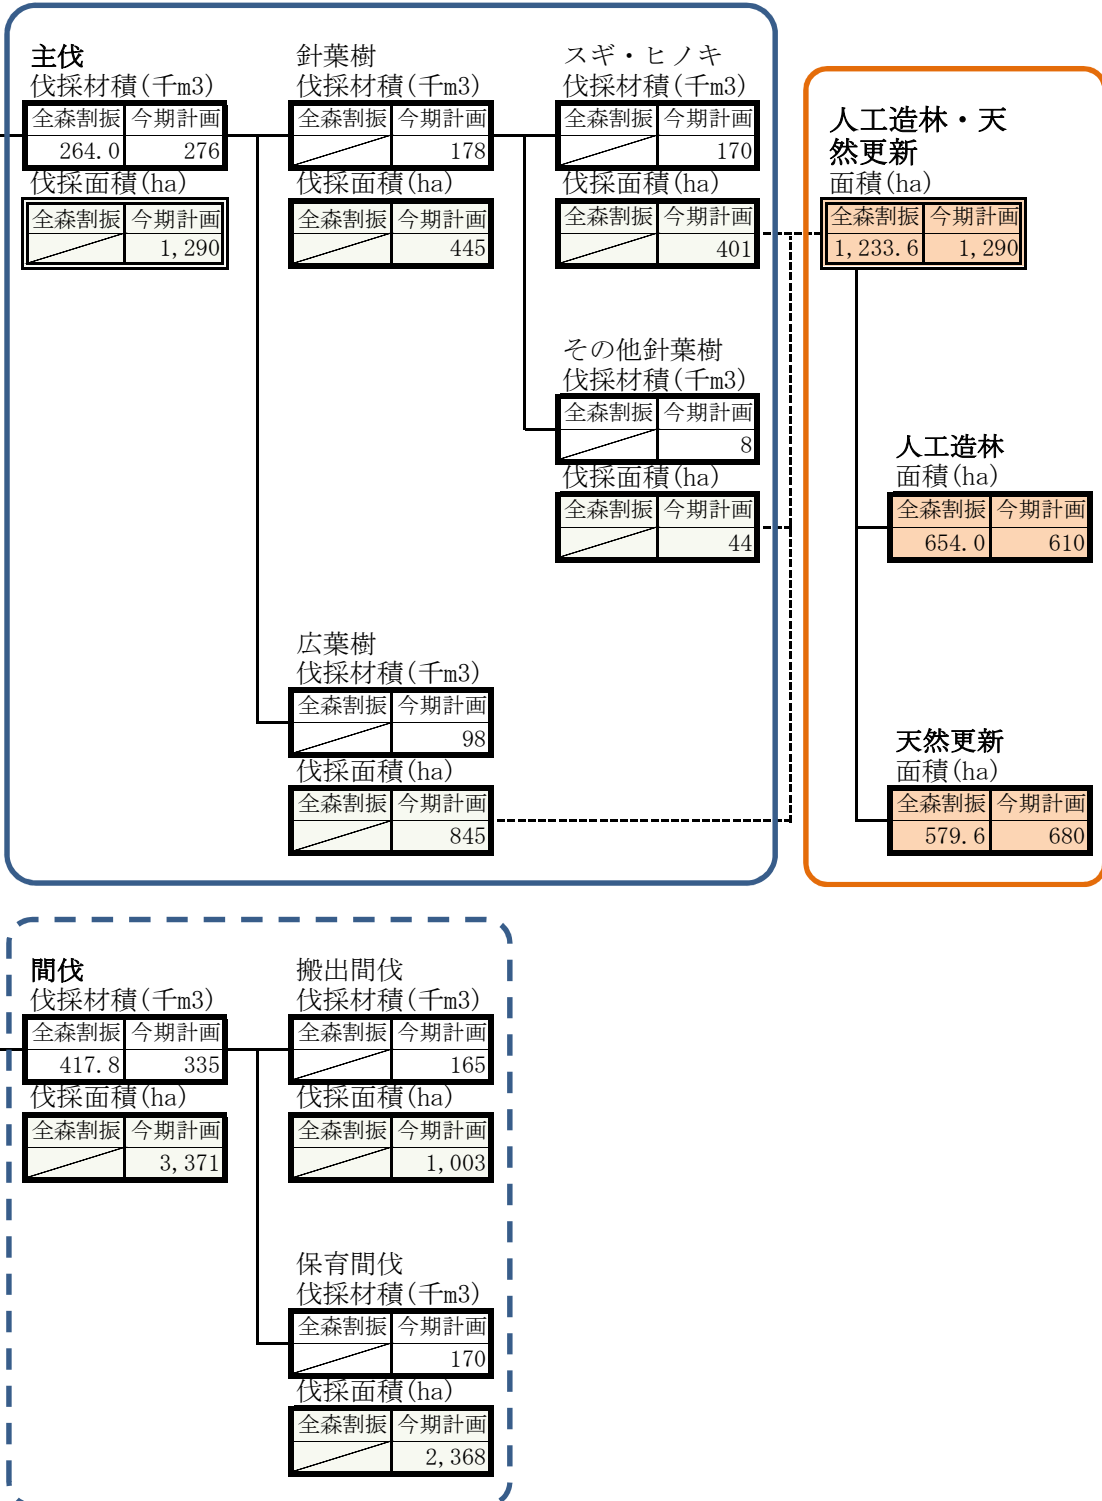 主伐
伐採材積(千m3)
全森割振 今期計画
264.0 276
伐採面積(ha)
全森割振 今期計画
1,290
針葉樹
伐採材積(千m3)
全森割振 今期計画
178
伐採面積(ha)
全森割振 今期計画
445
スギ・ヒノキ
伐採材積(千m3)
全森割振 今期計画
170
伐採面積(ha)
全森割振 今期計画
401
その他針葉樹
伐採材積(千m3)
全森割振 今期計画
8
伐採面積(ha)
全森割振 今期計画
44
広葉樹
伐採材積(千m3)
全森割振 今期計画
98
伐採面積(ha)
全森割振 今期計画
845
人工造林・天
然更新
面積(ha)
全森割振 今期計画
1,233.6 1,290
人工造林
面積(ha)
全森割振 今期計画
654.0 610
天然更新
面積(ha)
全森割振 今期計画
579.6 680
間伐
伐採材積(千m3)
全森割振 今期計画
417.8 335
伐採面積(ha)
全森割振 今期計画
3,371
搬出間伐
伐採材積(千m3)
全森割振 今期計画
165
伐採面積(ha)
全森割振 今期計画
1,003
保育間伐
伐採材積(千m3)
全森割振 今期計画
170
伐採面積(ha)
全森割振 今期計画
2,368